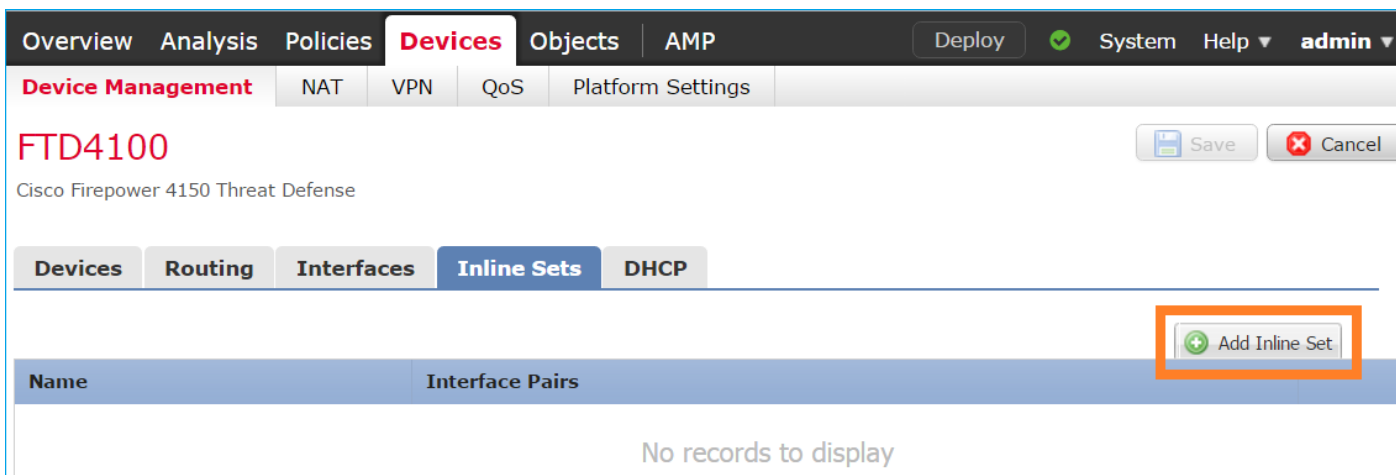 Overview Analysis Policies Devices Objects AMP Deploy System Help admin
Device Management NAT VPN QoS Platform Settings
FTD4100
Save Cancel
Cisco Firepower 4150 Threat Defense
Devices Routing Interfaces Inline Sets DHCP
Add Inline Set
Name Interface Pairs
No records to display